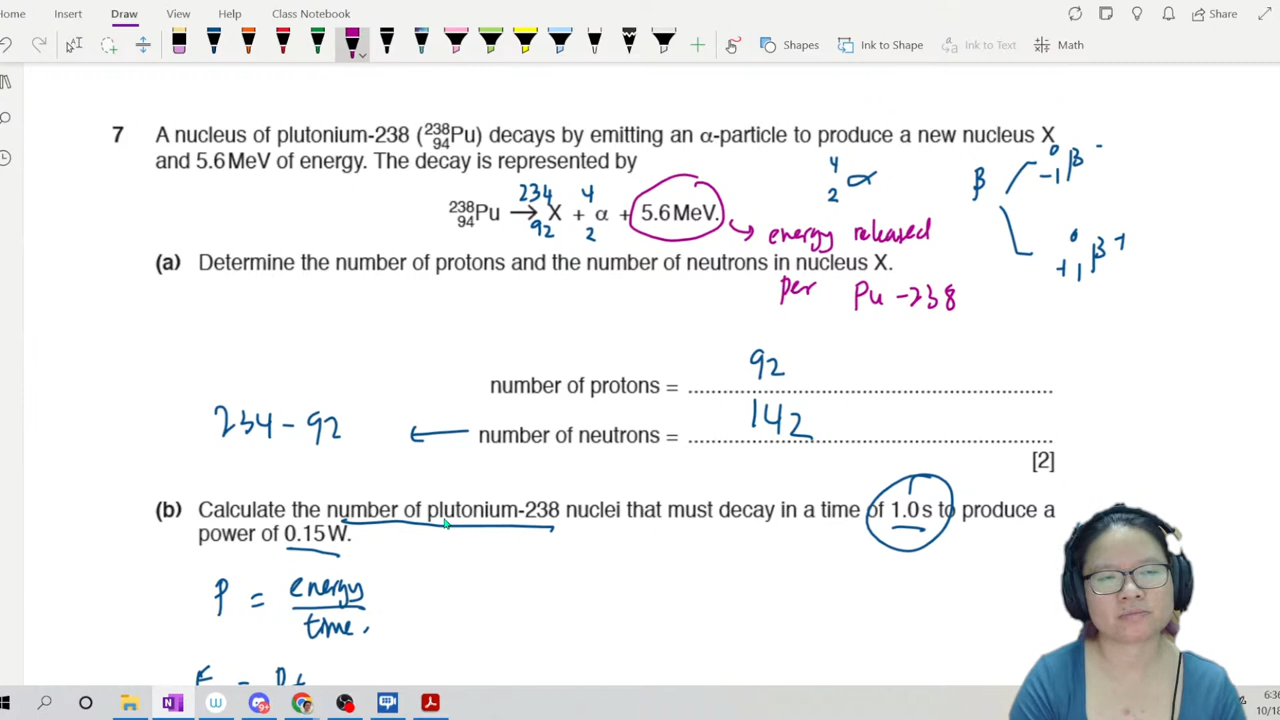 Home Insert Draw View Help Class Notebook Share
Shapes Ink to Shape Ink to Text Math
7 A nucleus of plutonium-238 (²³⁸₉₄Pu) decays by emitting an α-particle to produce a new nucleus X
and 5.6 MeV of energy. The decay is represented by
²³⁸₉₄Pu → ²³⁴₉₂X + ⁴₂α + 5.6 MeV.
⁴₂α
β
⁰₋₁β⁻
⁰₊₁β⁺
energy released
per Pu-238
(a) Determine the number of protons and the number of neutrons in nucleus X.
number of protons = 92
234 - 92 ← number of neutrons = 142
[2]
(b) Calculate the number of plutonium-238 nuclei that must decay in a time of 1.0 s to produce a
power of 0.15 W.
P = energy
time.
E = Pt
6:36
10/18